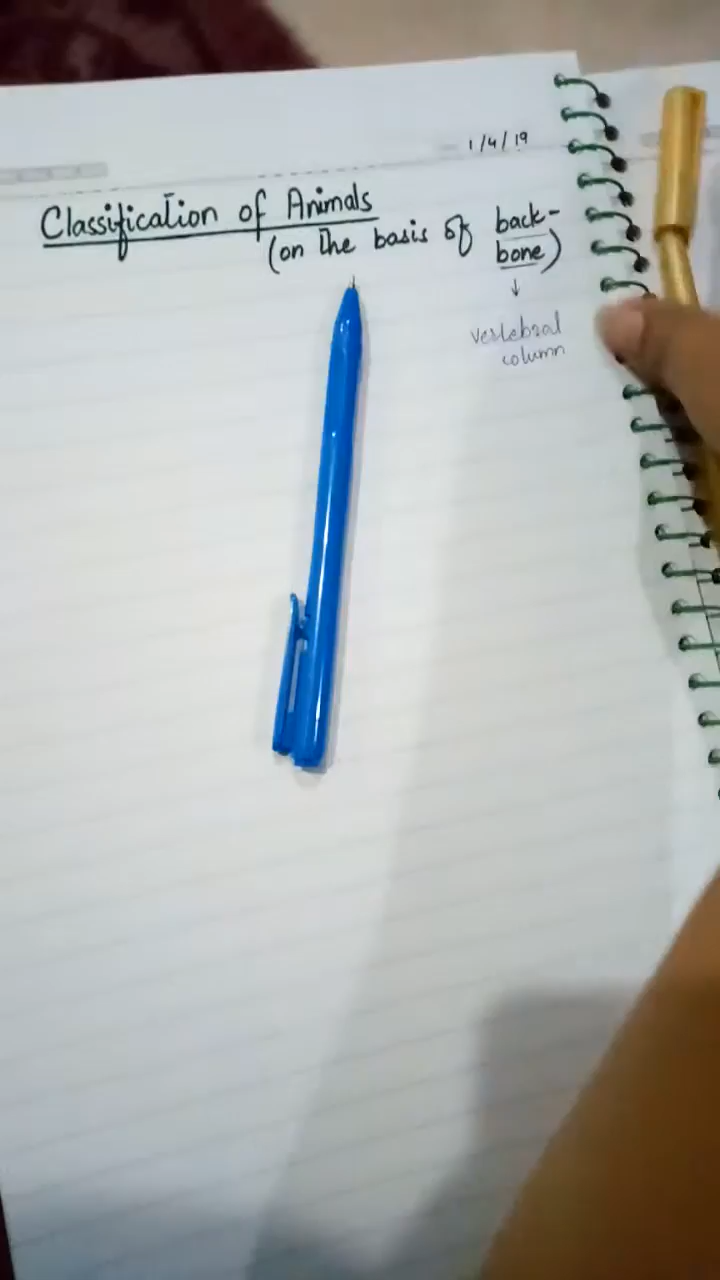 1/4/19
Classification of Animals
(on The basis of back-
bone)
↓
vertebral
column